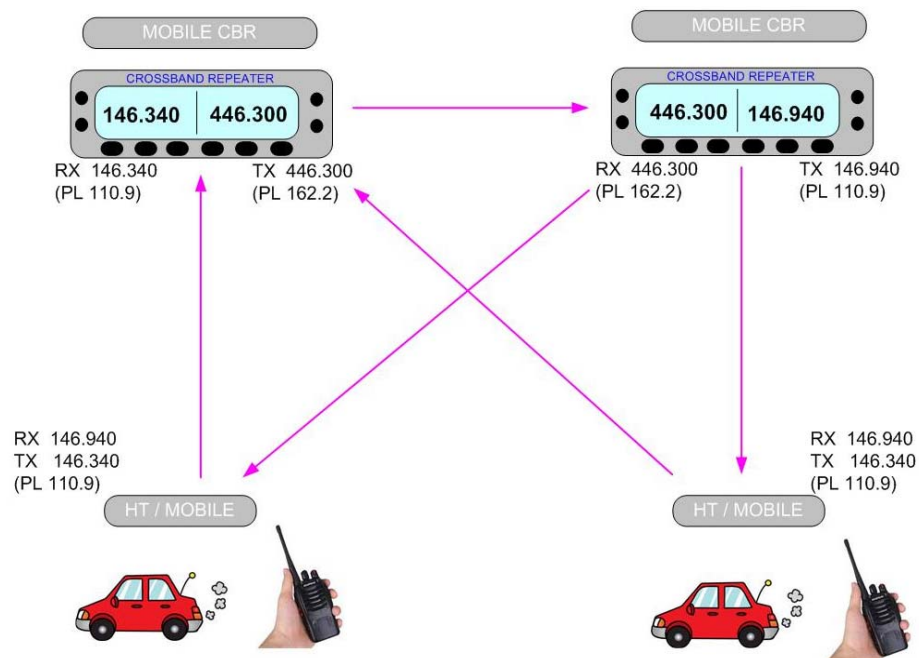 MOBILE CBR
CROSSBAND REPEATER
146.340 446.300
RX 146.340
(PL 110.9)
TX 446.300
(PL 162.2)
MOBILE CBR
CROSSBAND REPEATER
446.300 146.940
RX 446.300
(PL 162.2)
TX 146.940
(PL 110.9)
RX 146.940
TX 146.340
(PL 110.9)
HT / MOBILE
RX 146.940
TX 146.340
(PL 110.9)
HT / MOBILE